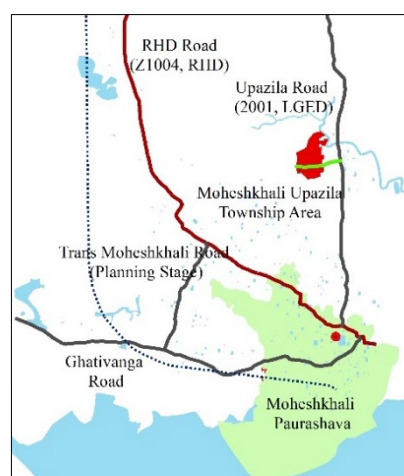 RHD Road
(Z1004, RHD)
Upazila Road
(2001, LGED)
Moheshkhali Upazila
Township Area
Trans Moheshkhali Road
(Planning Stage)
Ghativanga
Road
Moheshkhali
Paurashava